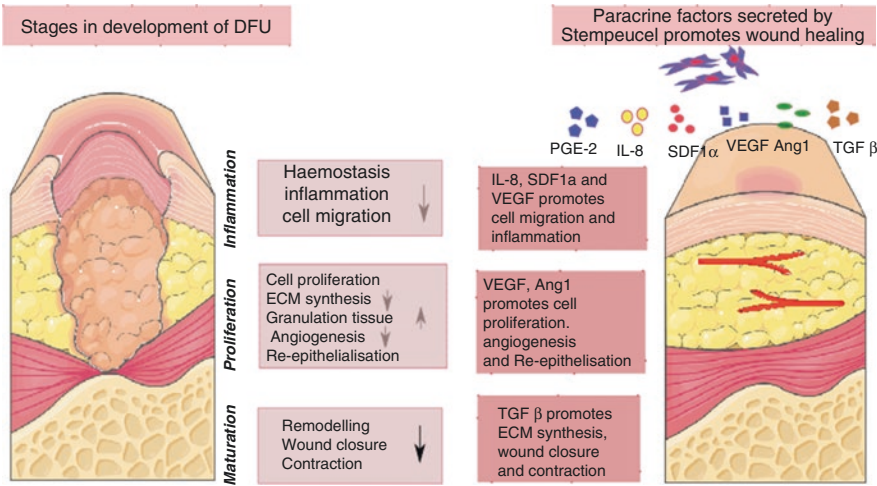 Stages in development of DFU
Paracrine factors secreted by
Stempeucel promotes wound healing
PGE-2
IL-8
SDF1α
VEGF
Ang1
TGF β
Inflammation
Haemostasis
inflammation
cell migration
IL-8, SDF1a and
VEGF promotes
cell migration and
inflammation
Proliferation
Cell proliferation
ECM synthesis
Granulation tissue
Angiogenesis
Re-epithelialisation
VEGF, Ang1
promotes cell
proliferation.
angiogenesis
and Re-epithelisation
Maturation
Remodelling
Wound closure
Contraction
TGF β promotes
ECM synthesis,
wound closure
and contraction